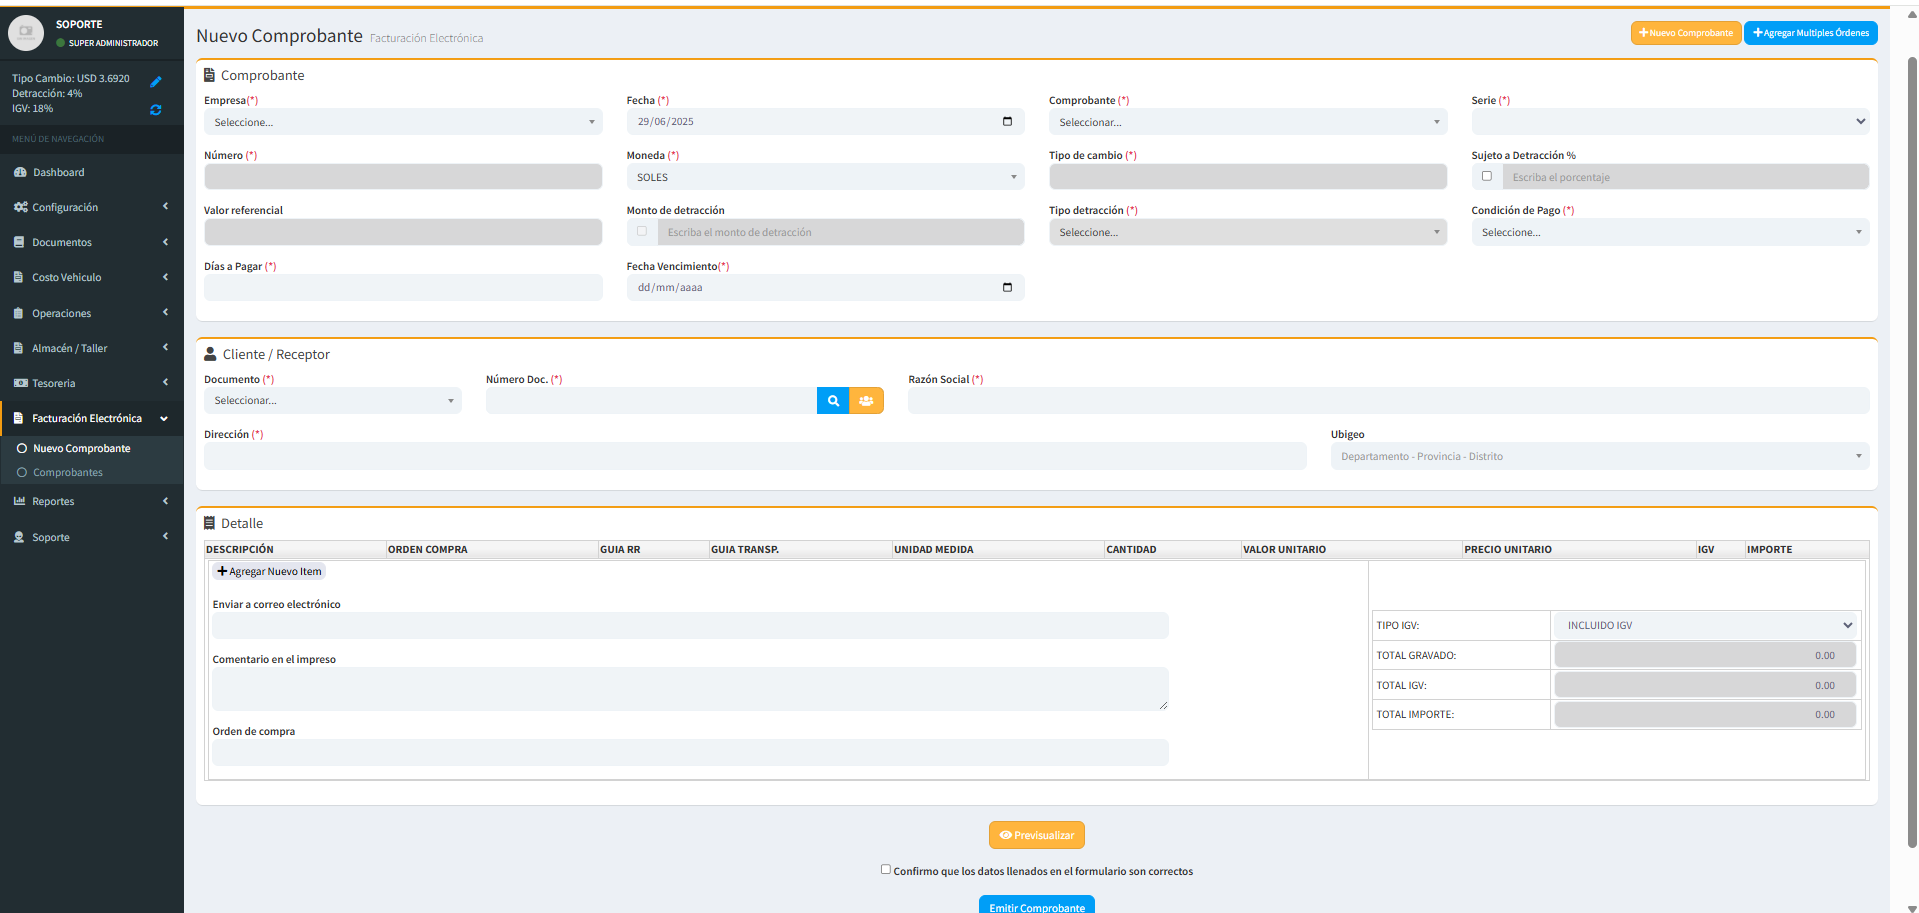 SOPORTE
SUPER ADMINISTRADOR
Tipo Cambio: USD 3.6920
Detracción: 4%
IGV: 18%
MENÚ DE NAVEGACIÓN
Dashboard
Configuración
Documentos
Costo Vehiculo
Operaciones
Almacén / Taller
Tesoreria
Facturación Electrónica
Nuevo Comprobante
Comprobantes
Reportes
Soporte
Nuevo Comprobante Facturación Electrónica
Nuevo Comprobante
Agregar Multiples Órdenes
Comprobante
Empresa(*)
Seleccione...
Fecha (*)
29/06/2025
Comprobante (*)
Seleccionar...
Serie (*)
Número (*)
Moneda (*)
SOLES
Tipo de cambio (*)
Sujeto a Detracción %
Escriba el porcentaje
Valor referencial
Monto de detracción
Escriba el monto de detracción
Tipo detracción (*)
Seleccione...
Condición de Pago (*)
Seleccione...
Días a Pagar (*)
Fecha Vencimiento(*)
dd/mm/aaaa
Cliente / Receptor
Documento (*)
Seleccionar...
Número Doc. (*)
Razón Social (*)
Dirección (*)
Ubigeo
Departamento - Provincia - Distrito
Detalle
DESCRIPCIÓN ORDEN COMPRA GUIA RR GUIA TRANSP. UNIDAD MEDIDA CANTIDAD VALOR UNITARIO PRECIO UNITARIO IGV IMPORTE
Agregar Nuevo Item
Enviar a correo electrónico
Comentario en el impreso
Orden de compra
TIPO IGV: INCLUIDO IGV
TOTAL GRAVADO: 0.00
TOTAL IGV: 0.00
TOTAL IMPORTE: 0.00
Previsualizar
Confirmo que los datos llenados en el formulario son correctos
Emitir Comprobante